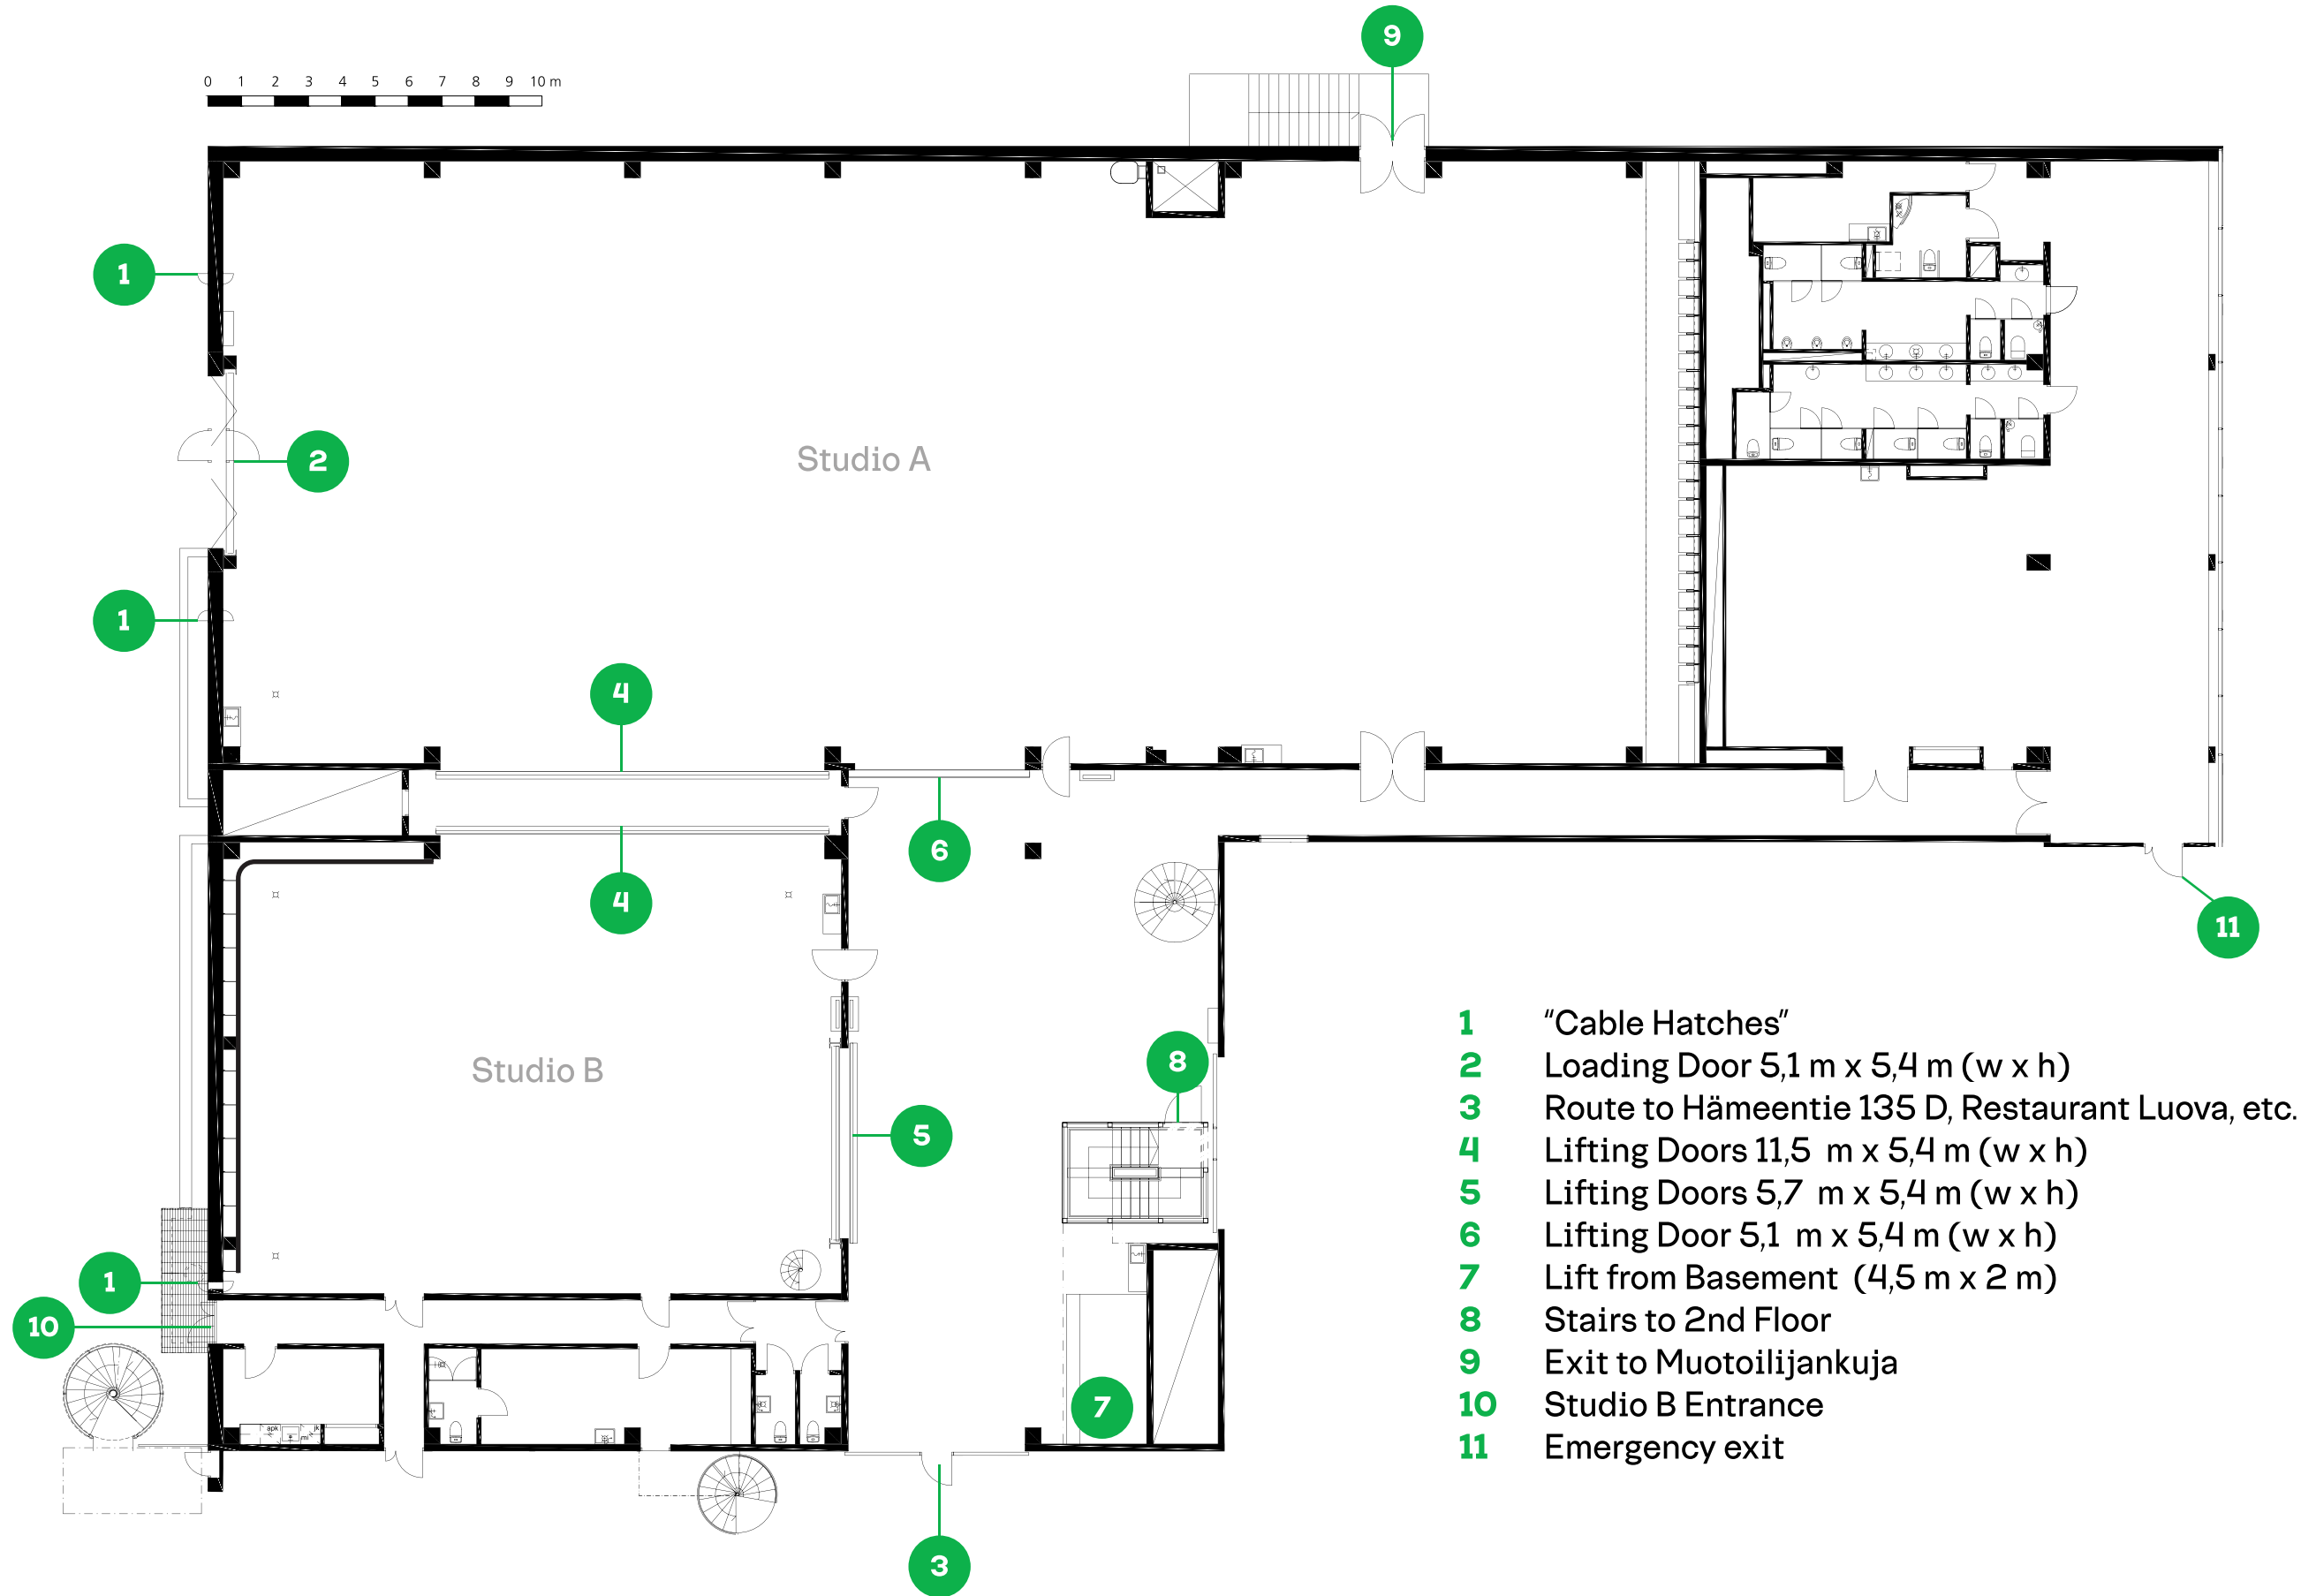 9
0 1 2 3 4 5 6 7 8 9 10 m
1
2
Studio A
1
4
6
4
11
Studio B
8
5
1
10
7
apk
jk
ml
3
1 “Cable Hatches”
2 Loading Door 5,1 m x 5,4 m (w x h)
3 Route to Hämeentie 135 D, Restaurant Luova, etc.
4 Lifting Doors 11,5 m x 5,4 m (w x h)
5 Lifting Doors 5,7 m x 5,4 m (w x h)
6 Lifting Door 5,1 m x 5,4 m (w x h)
7 Lift from Basement (4,5 m x 2 m)
8 Stairs to 2nd Floor
9 Exit to Muotoilijankuja
10 Studio B Entrance
11 Emergency exit